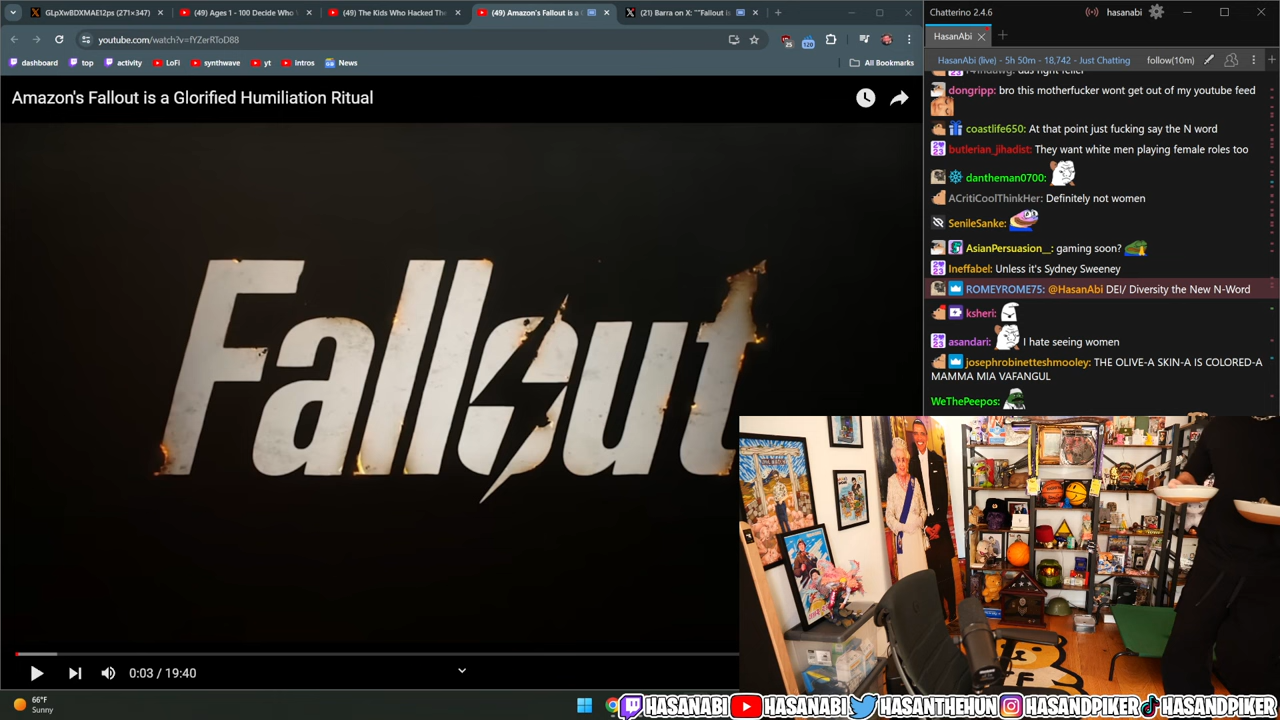 GLpXwBDXMAE12ps (271×347)
(49) Ages 1 - 100 Decide Who
(49) The Kids Who Hacked The
(49) Amazon's Fallout is a
(21) Barra on X: ""Fallout is
youtube.com/watch?v=fYZerRToD88
25
120
dashboard
top
activity
LoFi
synthwave
yt
intros
News
All Bookmarks
Amazon's Fallout is a Glorified Humiliation Ritual
Fallout
0:03 / 19:40
Chatterino 2.4.6
hasanabi
HasanAbi
HasanAbi (live) - 5h 50m - 18,742 - Just Chatting
follow(10m)
dongripp: bro this motherfucker wont get out of my youtube feed
coastlife650: At that point just fucking say the N word
butlerian_jihadist: They want white men playing female roles too
dantheman0700:
ACritiCoolThinkHer: Definitely not women
SenileSanke:
AsianPersuasion__: gaming soon?
Ineffabel: Unless it's Sydney Sweeney
ROMEYROME75: @HasanAbi DEI/ Diversity the New N-Word
ksheri:
asandari: I hate seeing women
josephrobinetteshmooley: THE OLIVE-A SKIN-A IS COLORED-A
MAMMA MIA VAFANGUL
WeThePeepos:
66°F
Sunny
HASANABI
HASANABI
HASANTHEHUN
HASANDPIKER
HASANDPIKER